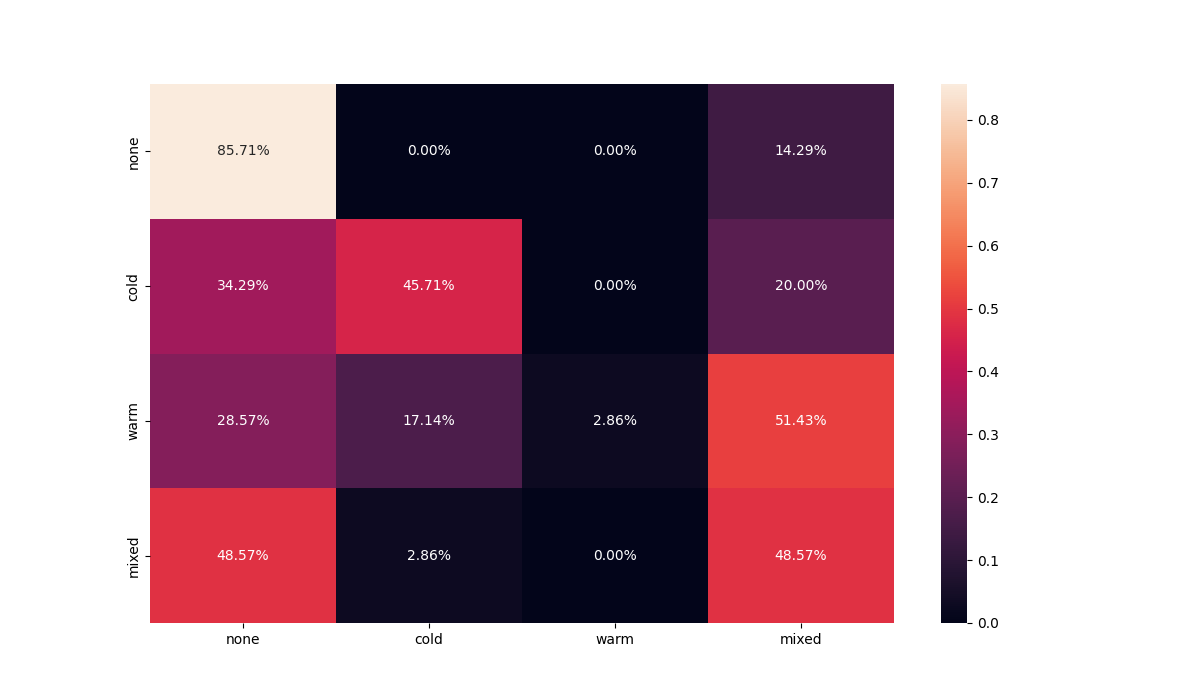 none 85.71% 0.00% 0.00% 14.29%
cold 34.29% 45.71% 0.00% 20.00%
warm 28.57% 17.14% 2.86% 51.43%
mixed 48.57% 2.86% 0.00% 48.57%
none cold warm mixed
0.8
0.7
0.6
0.5
0.4
0.3
0.2
0.1
0.0